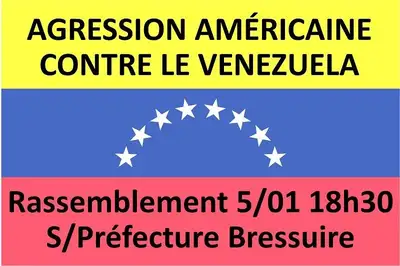 AGRESSION AMÉRICAINE
CONTRE LE VENEZUELA
Rassemblement 5/01 18h30
S/Préfecture Bressuire